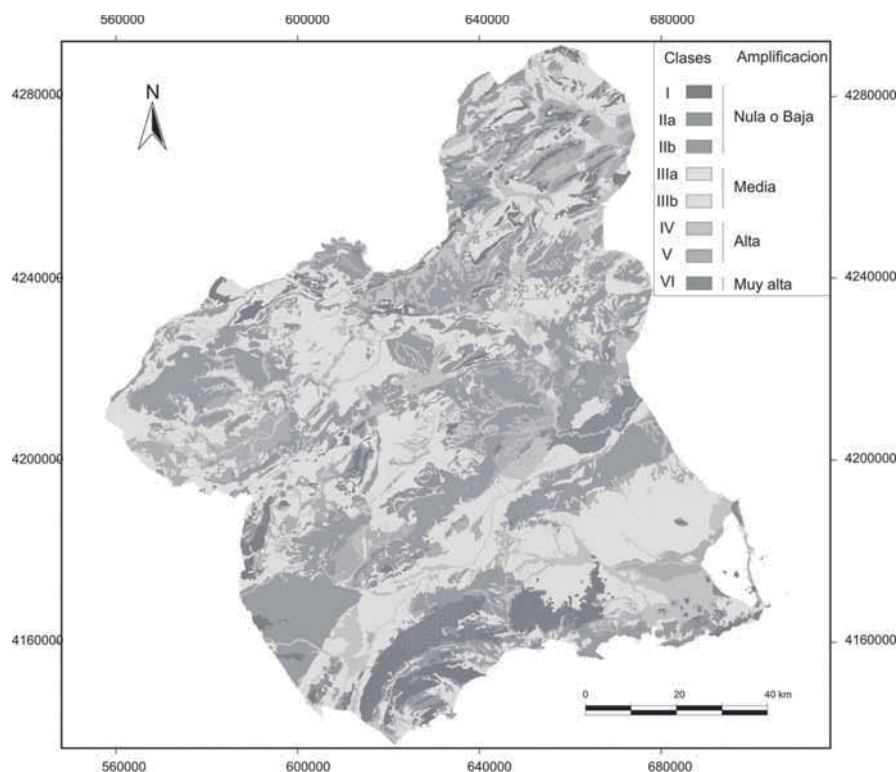 560000 600000 640000 680000
Clases Amplificacion
N
4280000 4280000
I
IIa Nula o Baja
IIb
IIIa
Media
IIIb
IV
Alta
V
4240000 VI Muy alta 4240000
4200000 4200000
4160000 4160000
0 20 40 km
560000 600000 640000 680000